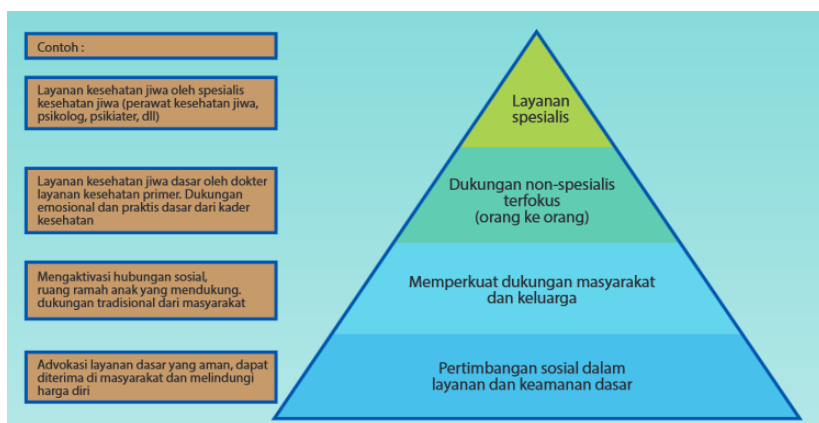 Contoh :
Layanan kesehatan jiwa oleh spesialis
kesehatan jiwa (perawat kesehatan jiwa,
psikolog, psikiater, dll)
Layanan
spesialis
Layanan kesehatan jiwa dasar oleh dokter
layanan kesehatan primer. Dukungan
emosional dan praktis dasar dari kader
kesehatan
Dukungan non-spesialis
terfokus
(orang ke orang)
Mengaktivasi hubungan sosial,
ruang ramah anak yang mendukung.
dukungan tradisional dari masyarakat
Memperkuat dukungan masyarakat
dan keluarga
Advokasi layanan dasar yang aman, dapat
diterima di masyarakat dan melindungi
harga diri
Pertimbangan sosial dalam
layanan dan keamanan dasar